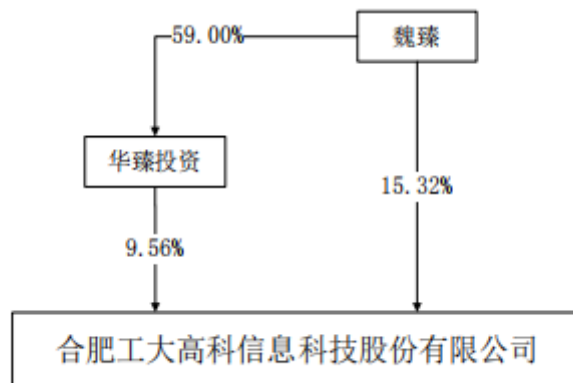 59.00%
魏臻
华臻投资
15.32%
9.56%
合肥工大高科信息科技股份有限公司